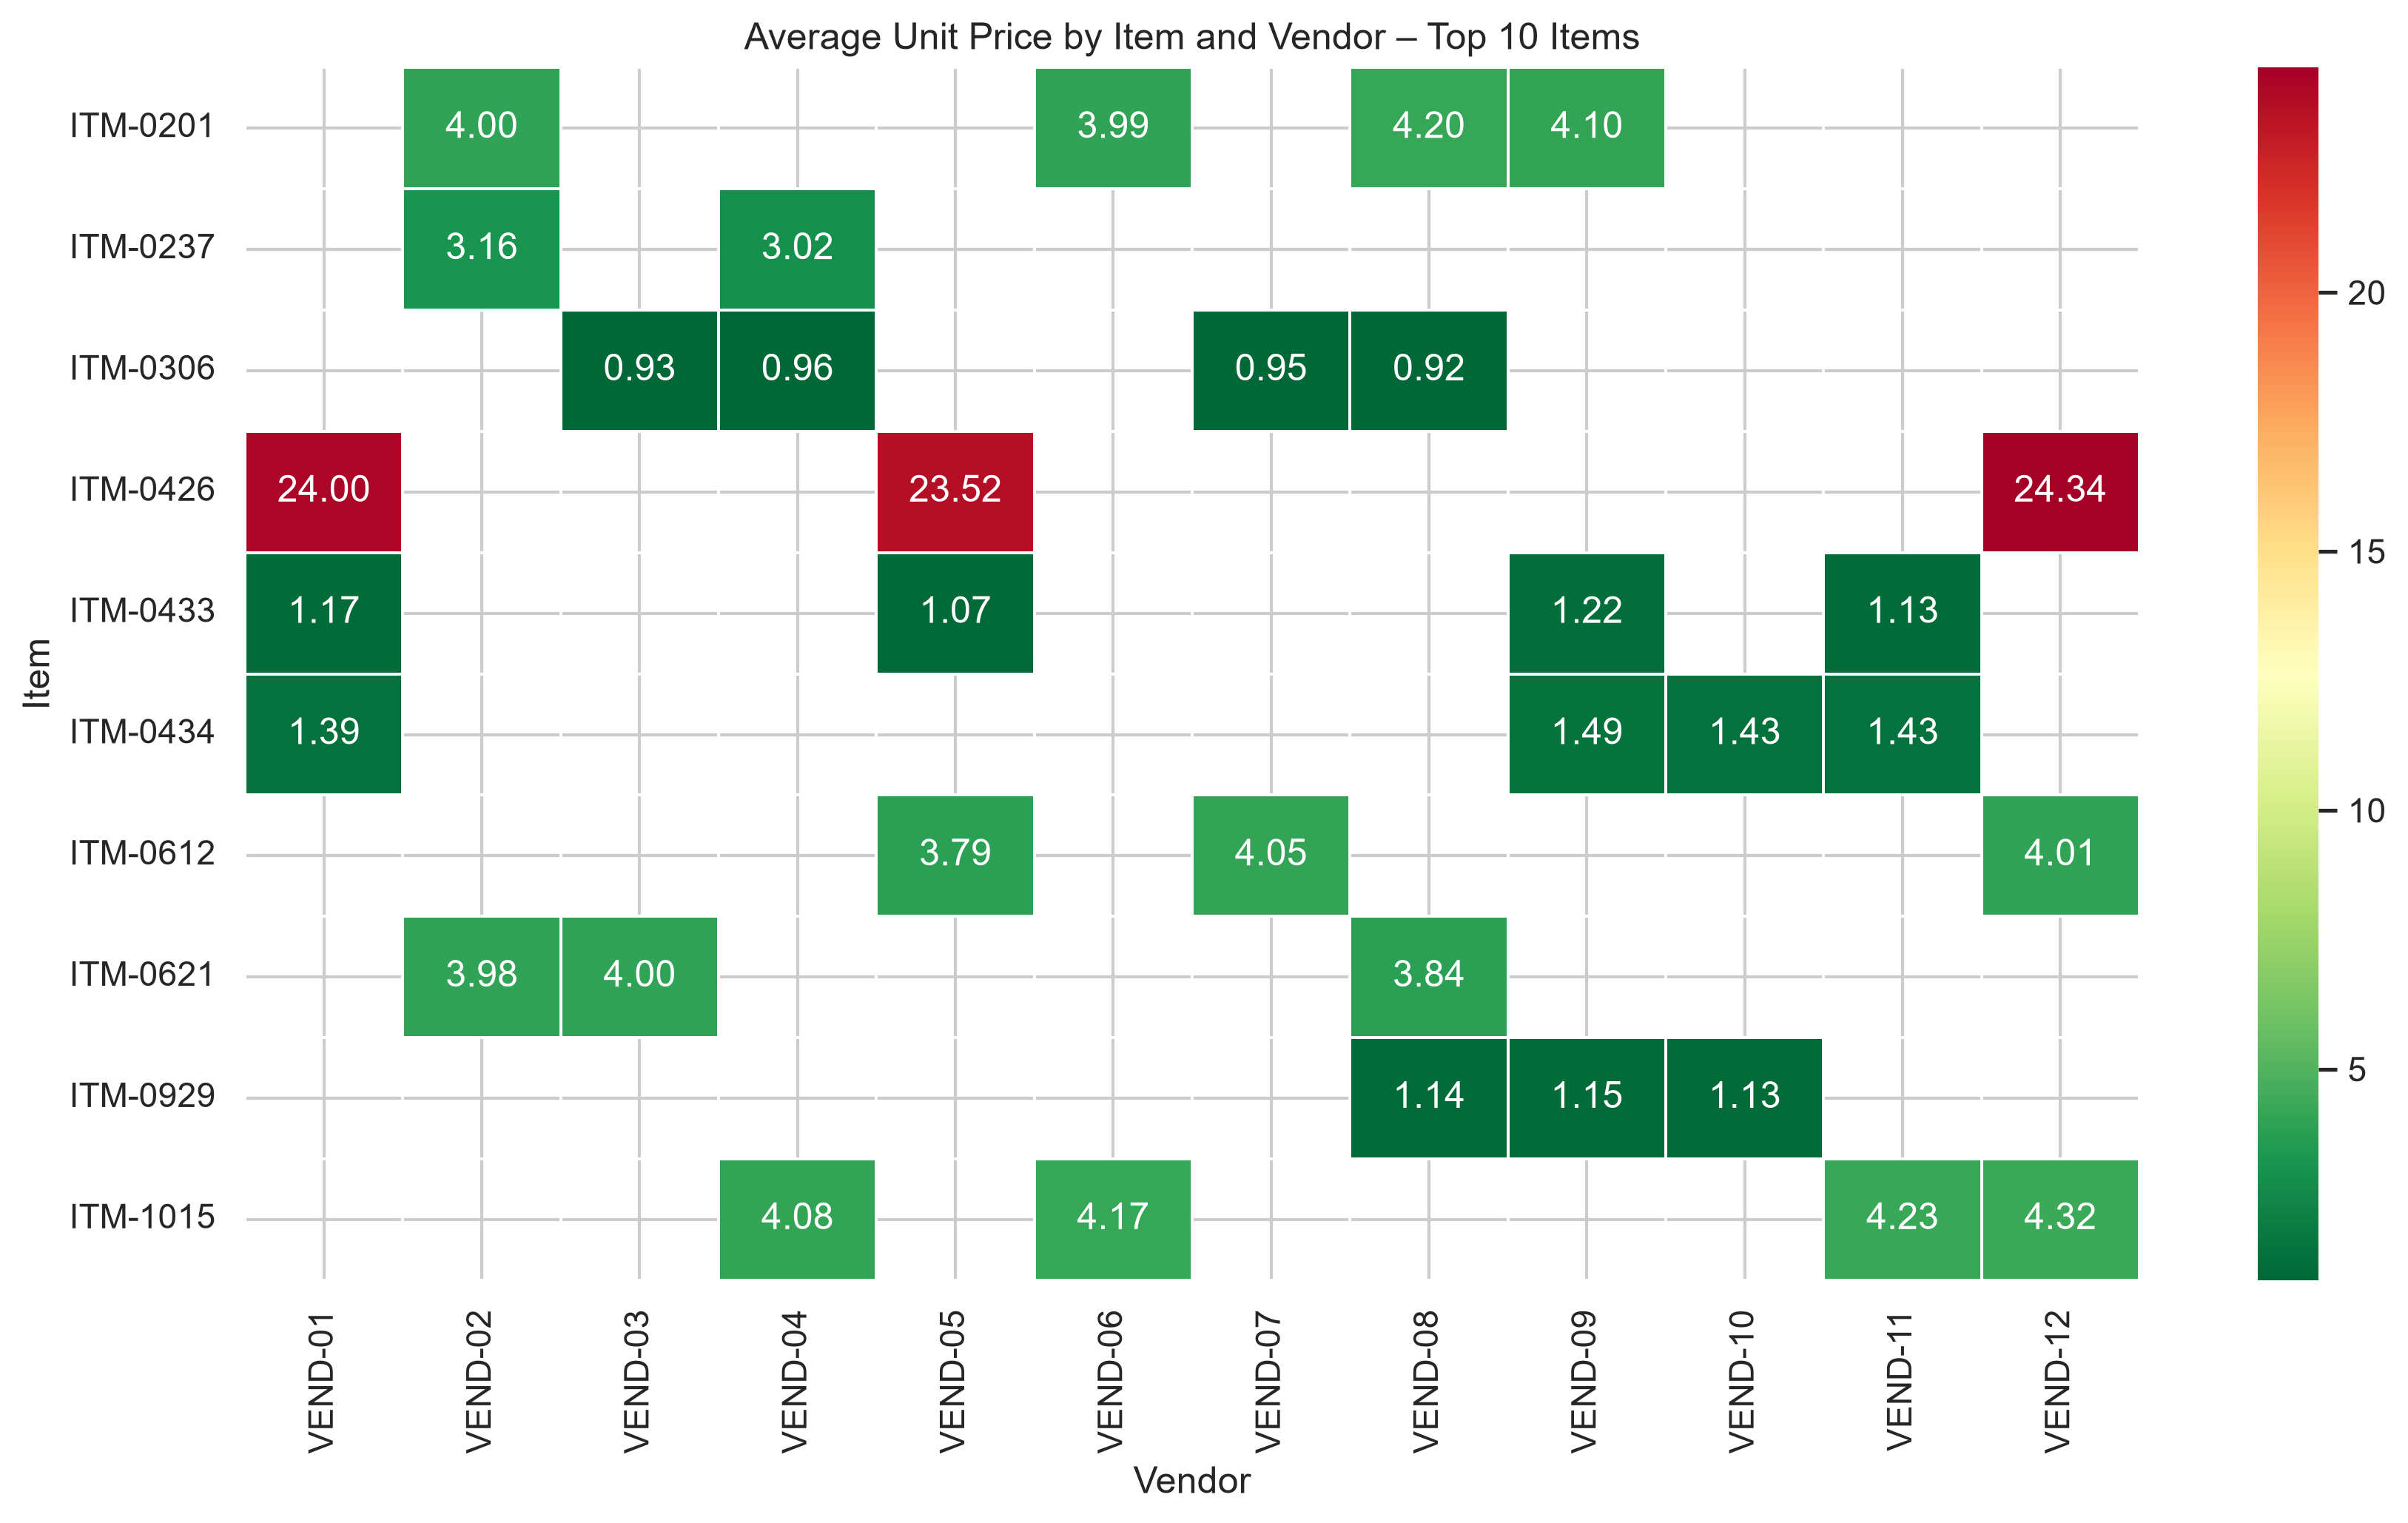 Average Unit Price by Item and Vendor – Top 10 Items
ITM-0201 4.00 3.99 4.20 4.10
ITM-0237 3.16 3.02
ITM-0306 0.93 0.96 0.95 0.92
ITM-0426 24.00 23.52 24.34
ITM-0433 1.17 1.07 1.22 1.13
ITM-0434 1.39 1.49 1.43 1.43
ITM-0612 3.79 4.05 4.01
ITM-0621 3.98 4.00 3.84
ITM-0929 1.14 1.15 1.13
ITM-1015 4.08 4.17 4.23 4.32
Item
VEND-01 VEND-02 VEND-03 VEND-04 VEND-05 VEND-06 VEND-07 VEND-08 VEND-09 VEND-10 VEND-11 VEND-12
Vendor
20
15
10
5